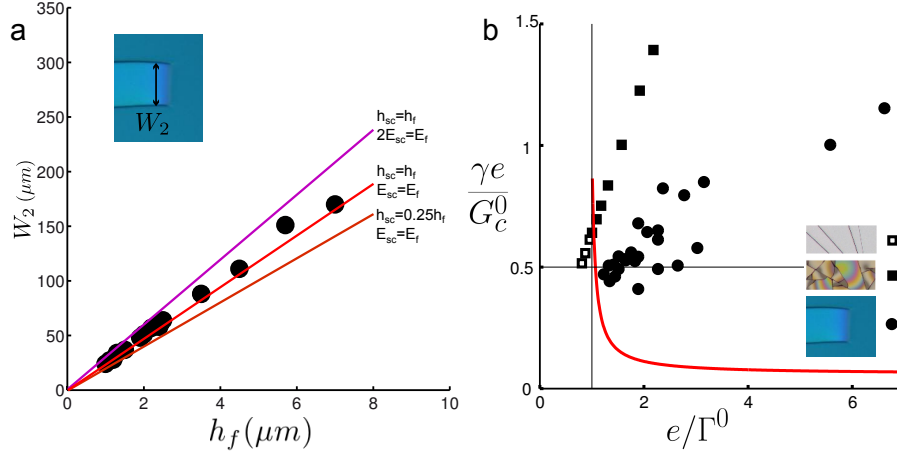 a
350
300
250
200
150
100
50
0
W₂ (μm)
W₂
h_sc=h_f
2E_sc=E_f
h_sc=h_f
E_sc=E_f
h_sc=0.25h_f
E_sc=E_f
0 2 4 6 8 10
h_f(μm)
b
1.5
1
0.5
0
γe
G_c^0
0 2 4 6
e/Γ^0